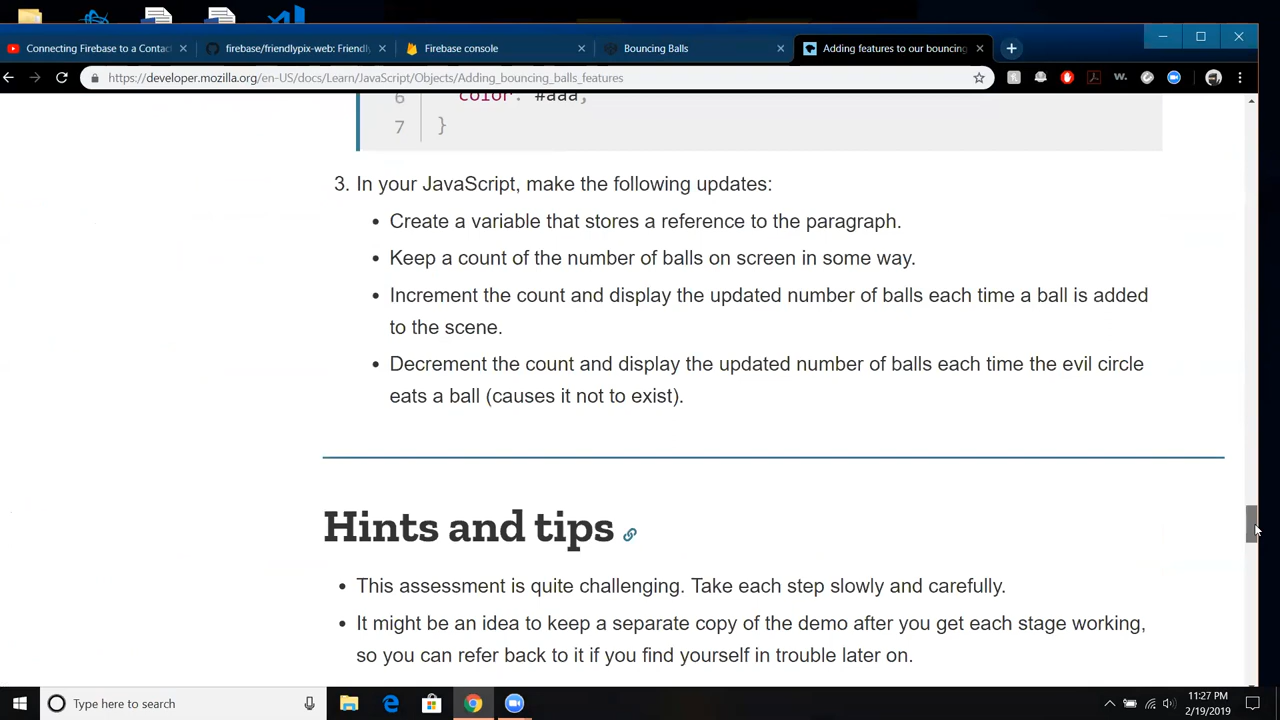 Connecting Firebase to a Contac
firebase/friendlypix-web: Friendl
Firebase console
Bouncing Balls
Adding features to our bouncing
https://developer.mozilla.org/en-US/docs/Learn/JavaScript/Objects/Adding_bouncing_balls_features
6 color: #aaa;
7 }
3. In your JavaScript, make the following updates:
• Create a variable that stores a reference to the paragraph.
• Keep a count of the number of balls on screen in some way.
• Increment the count and display the updated number of balls each time a ball is added
to the scene.
• Decrement the count and display the updated number of balls each time the evil circle
eats a ball (causes it not to exist).
Hints and tips
• This assessment is quite challenging. Take each step slowly and carefully.
• It might be an idea to keep a separate copy of the demo after you get each stage working,
so you can refer back to it if you find yourself in trouble later on.
Type here to search
11:27 PM
2/19/2019